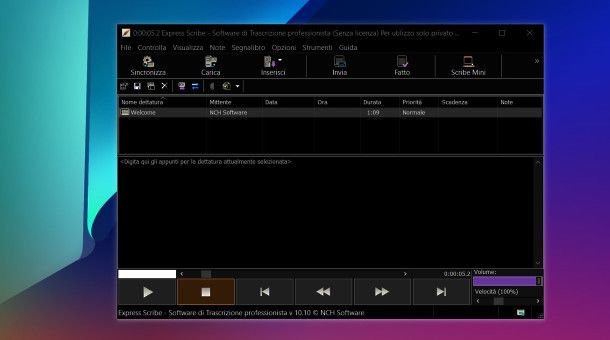 0:00:05.2 Express Scribe - Software di Trascrizione professionista (Senza licenza) Per utlizzo solo privato ...
File Controlla Visualizza Note Segnalibro Opzioni Strumenti Guida
Sincronizza Carica Inserisci Invia Fatto Scribe Mini »
Nome dettatura Mittente Data Ora Durata Priorità Scadenza Note
Welcome NCH Software 1:09 Normale
<Digita qui gli appunti per la dettatura attualmente selezionata>
0:00:05.2 Volume:
Velocità (100%)
Express Scribe - Software di Trascrizione professionista v 10.10 © NCH Software